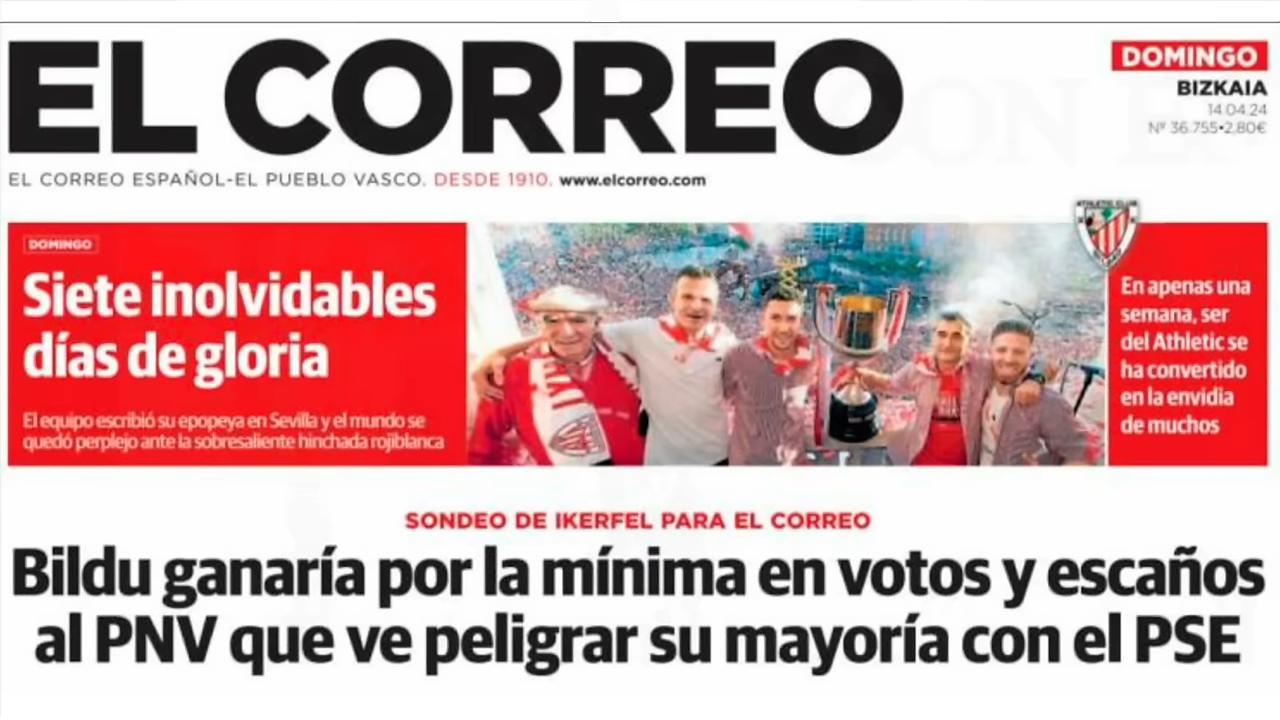 EL CORREO
DOMINGO
BIZKAIA
14.04.24
Nº 36.755•2,80€
EL CORREO ESPAÑOL-EL PUEBLO VASCO. DESDE 1910. www.elcorreo.com
DOMINGO
Siete inolvidables
días de gloria
El equipo escribió su epopeya en Sevilla y el mundo se
quedó perplejo ante la sobresaliente hinchada rojiblanca
ATHLETIC CLUB
En apenas una
semana, ser
del Athletic se
ha convertido
en la envidia
de muchos
SONDEO DE IKERFEL PARA EL CORREO
Bildu ganaría por la mínima en votos y escaños
al PNV que ve peligrar su mayoría con el PSE